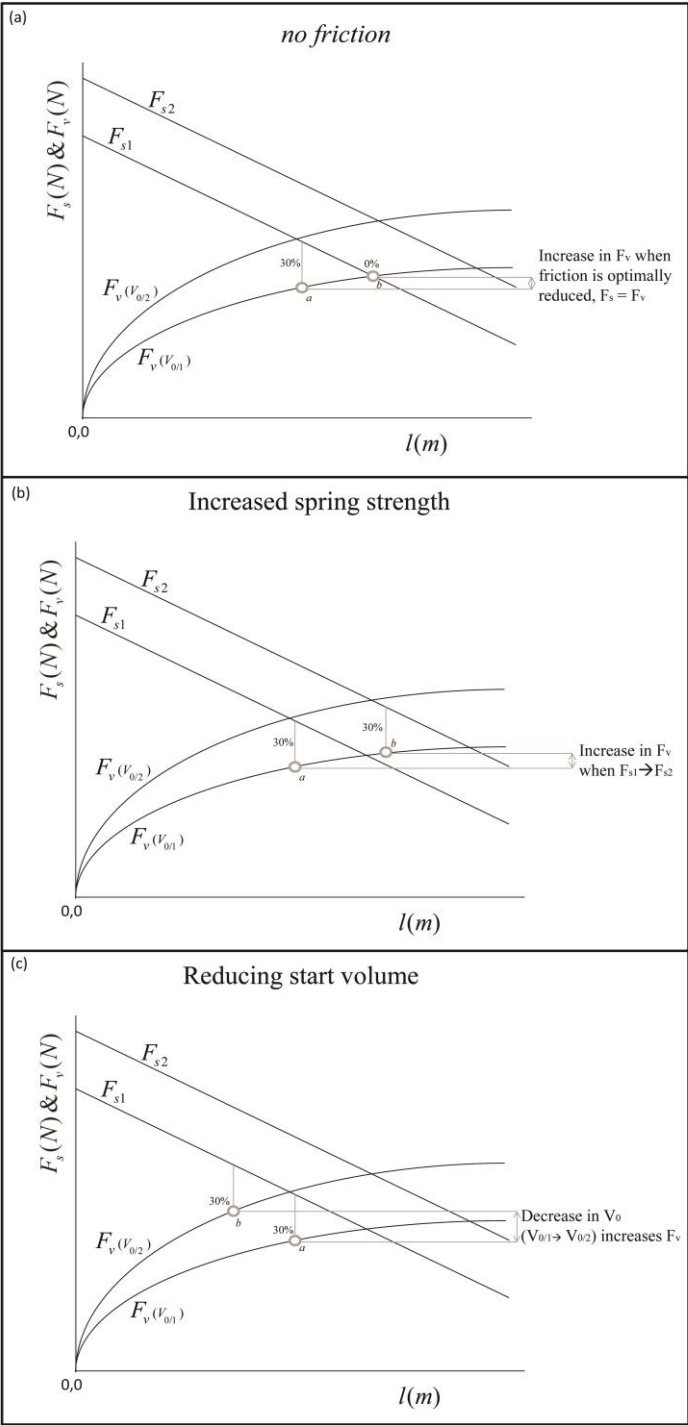 (a)
no friction
F_s(N) & F_v(N)
F_s2
F_s1
30%
0%
a
b
F_v(V_0/2)
F_v(V_0/1)
Increase in F_v when
friction is optimally
reduced, F_s = F_v
0,0
l(m)
(b)
Increased spring strength
F_s(N) & F_v(N)
F_s2
F_s1
30%
30%
b
a
F_v(V_0/2)
F_v(V_0/1)
Increase in F_v
when F_s1→F_s2
0,0
l(m)
(c)
Reducing start volume
F_s(N) & F_v(N)
F_s2
F_s1
30%
b
30%
a
F_v(V_0/2)
F_v(V_0/1)
Decrease in V_0
(V_0/1→ V_0/2) increases F_v
0,0
l(m)